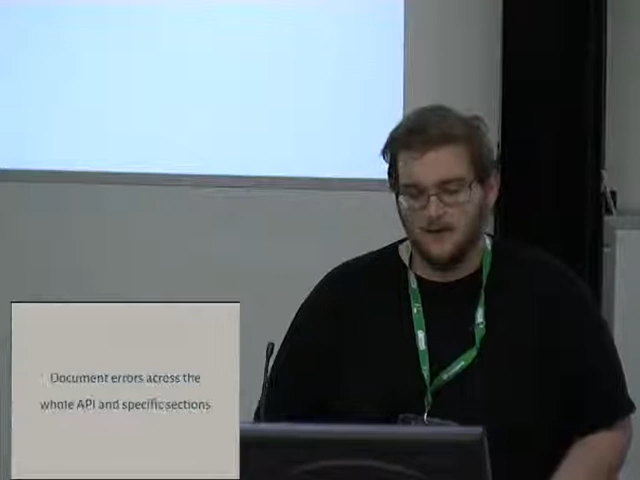 Document errors across the
whole API and specific sections